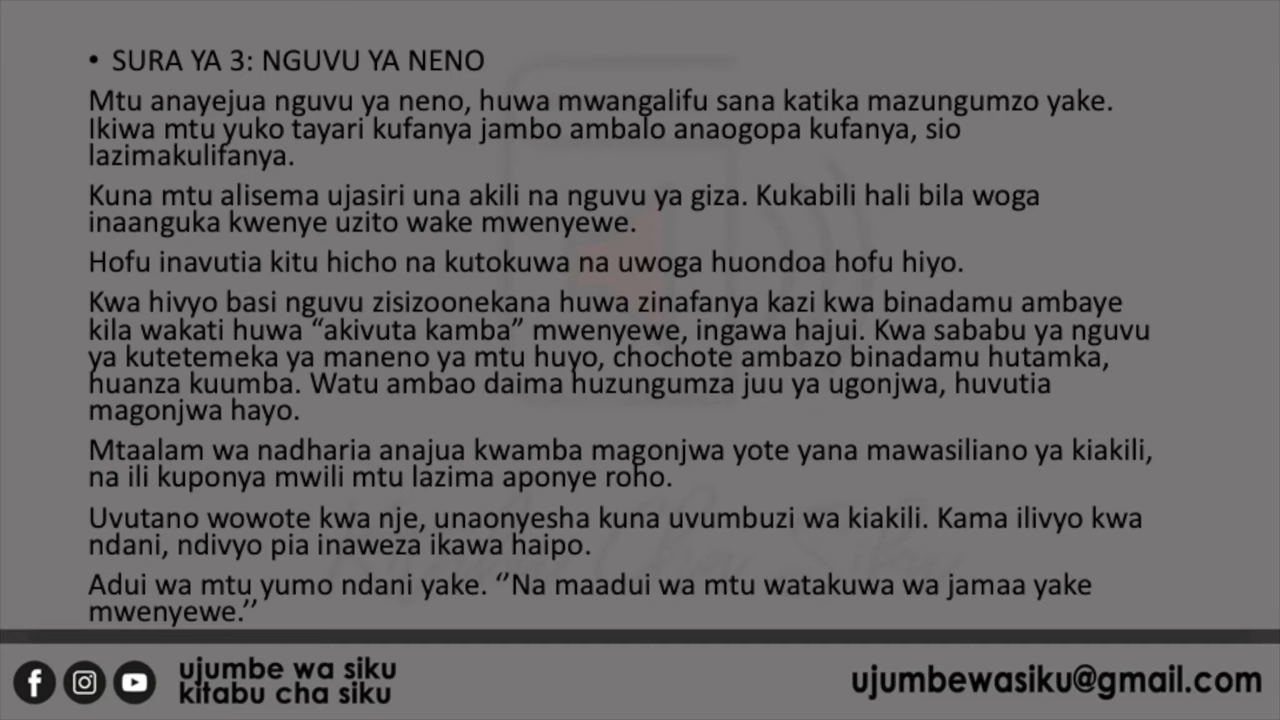 • SURA YA 3: NGUVU YA NENO
Mtu anayejua nguvu ya neno, huwa mwangalifu sana katika mazungumzo yake.
Ikiwa mtu yuko tayari kufanya jambo ambalo anaogopa kufanya, sio
lazimakulifanya.
Kuna mtu alisema ujasiri una akili na nguvu ya giza. Kukabili hali bila woga
inaanguka kwenye uzito wake mwenyewe.
Hofu inavutia kitu hicho na kutokuwa na uwoga huondoa hofu hiyo.
Kwa hivyo basi nguvu zisizoonekana huwa zinafanya kazi kwa binadamu ambaye
kila wakati huwa “akivuta kamba” mwenyewe, ingawa hajui. Kwa sababu ya nguvu
ya kutetemeka ya maneno ya mtu huyo, chochote ambazo binadamu hutamka,
huanza kuumba. Watu ambao daima huzungumza juu ya ugonjwa, huvutia
magonjwa hayo.
Mtaalam wa nadharia anajua kwamba magonjwa yote yana mawasiliano ya kiakili,
na ili kuponya mwili mtu lazima aponye roho.
Uvutano wowote kwa nje, unaonyesha kuna uvumbuzi wa kiakili. Kama ilivyo kwa
ndani, ndivyo pia inaweza ikawa haipo.
Adui wa mtu yumo ndani yake. ‘’Na maadui wa mtu watakuwa wa jamaa yake
mwenyewe.’’
ujumbe wa siku
kitabu cha siku
ujumbewasiku@gmail.com